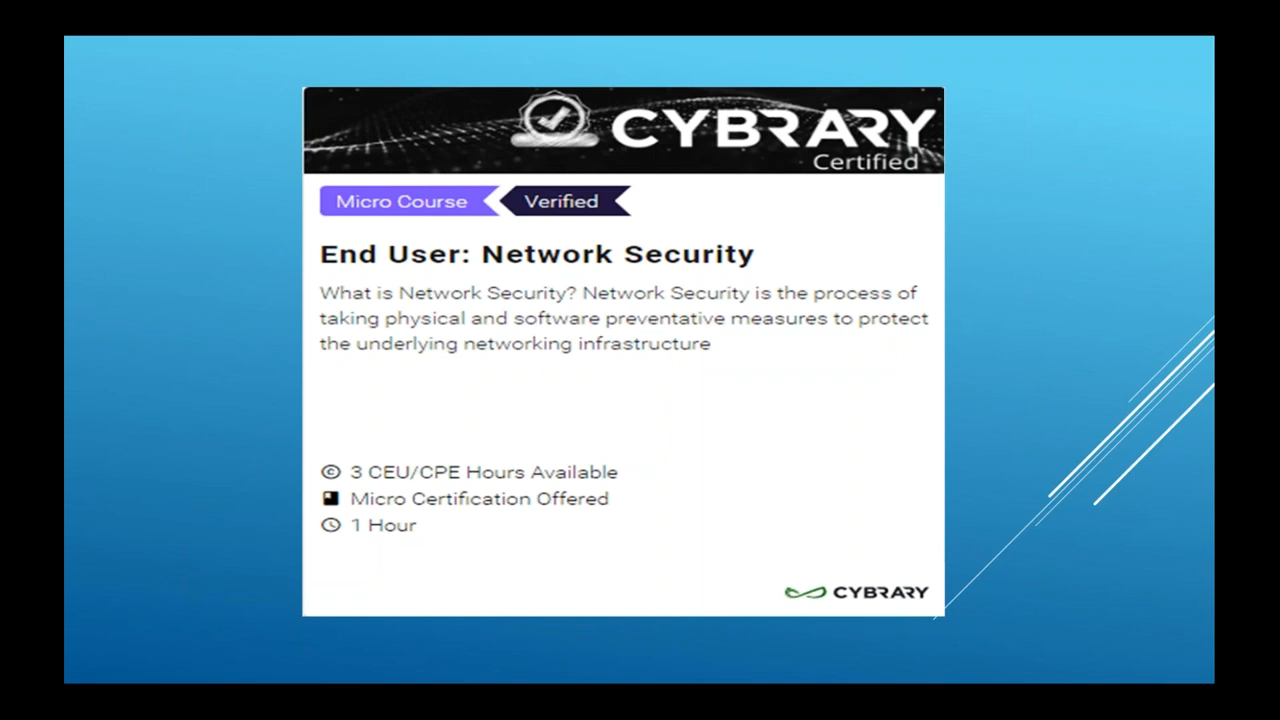 CYBRARY
Certified
Micro Course Verified
End User: Network Security
What is Network Security? Network Security is the process of
taking physical and software preventative measures to protect
the underlying networking infrastructure
3 CEU/CPE Hours Available
Micro Certification Offered
1 Hour
CYBRARY